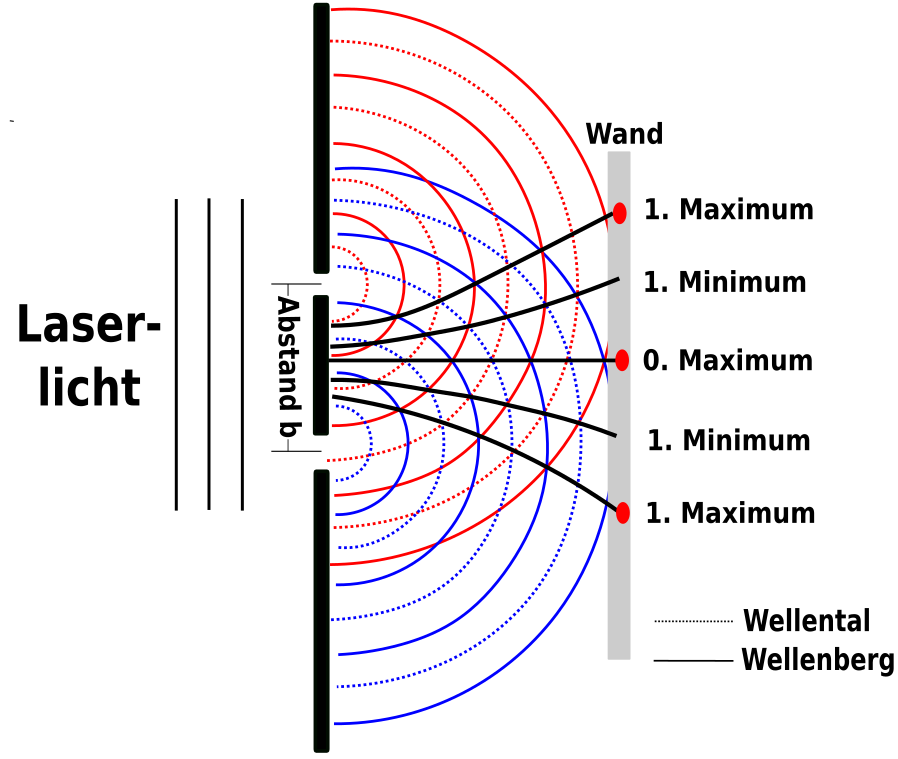 Wand
1. Maximum
1. Minimum
Laser-
licht
Abstand b
0. Maximum
1. Minimum
1. Maximum
Wellental
Wellenberg